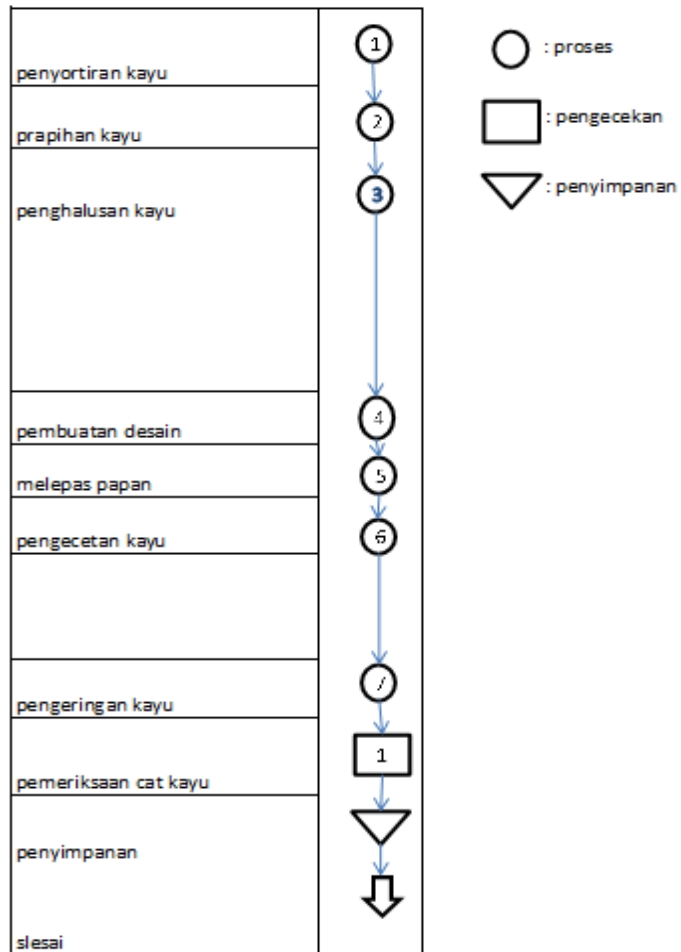 1
: proses
penyortiran kayu
: pengecekan
2
prapihan kayu
: penyimpanan
3
penghalusan kayu
4
pembuatan desain
5
melepas papan
6
pengecetan kayu
7
pengeringan kayu
1
pemeriksaan cat kayu
penyimpanan
slesai